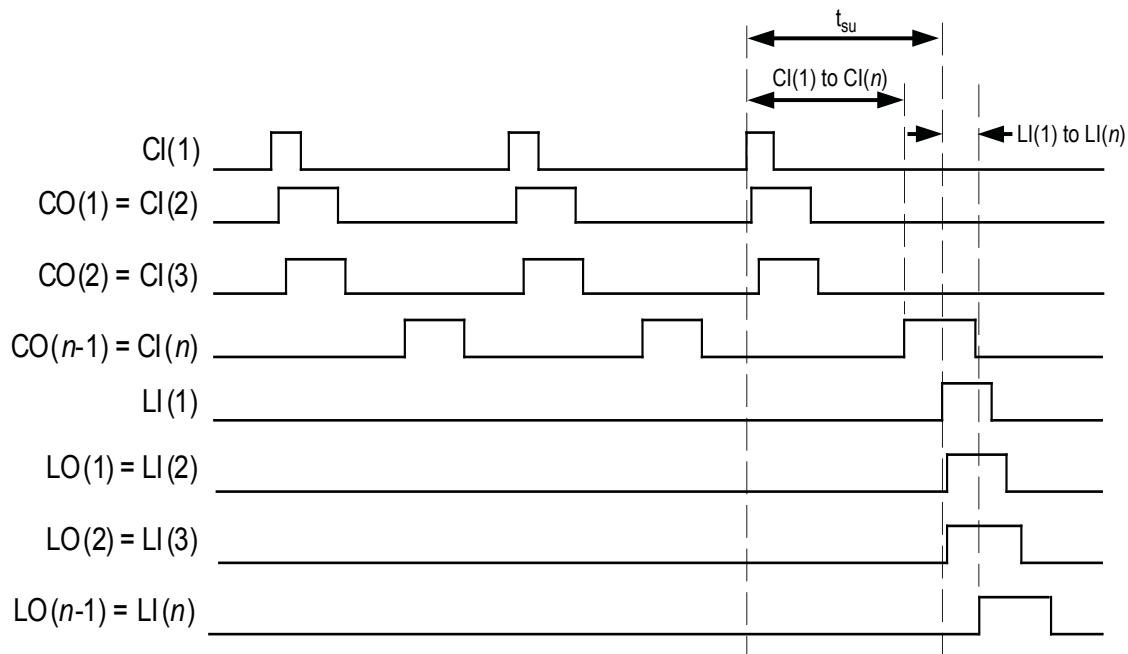 tsu
CI(1) to CI(n)
LI(1) to LI(n)
CI(1)
CO(1) = CI(2)
CO(2) = CI(3)
CO(n-1) = CI(n)
LI(1)
LO(1) = LI(2)
LO(2) = LI(3)
LO(n-1) = LI(n)